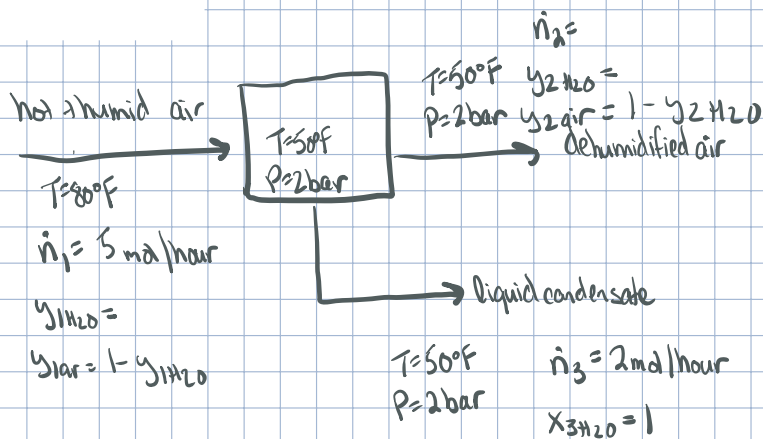 hot + humid air
T=80°F
ṅ₁= 5 mol/hour
y₁H₂O=
y₁air= 1- y₁H₂O
T=50°F
P=2bar
ṅ₂=
T=50°F y₂H₂O=
P=2bar y₂air = 1- y₂H₂O
dehumidified air
liquid condensate
T=50°F ṅ₃ = 2mol/hour
P=2bar
x₃H₂O = 1